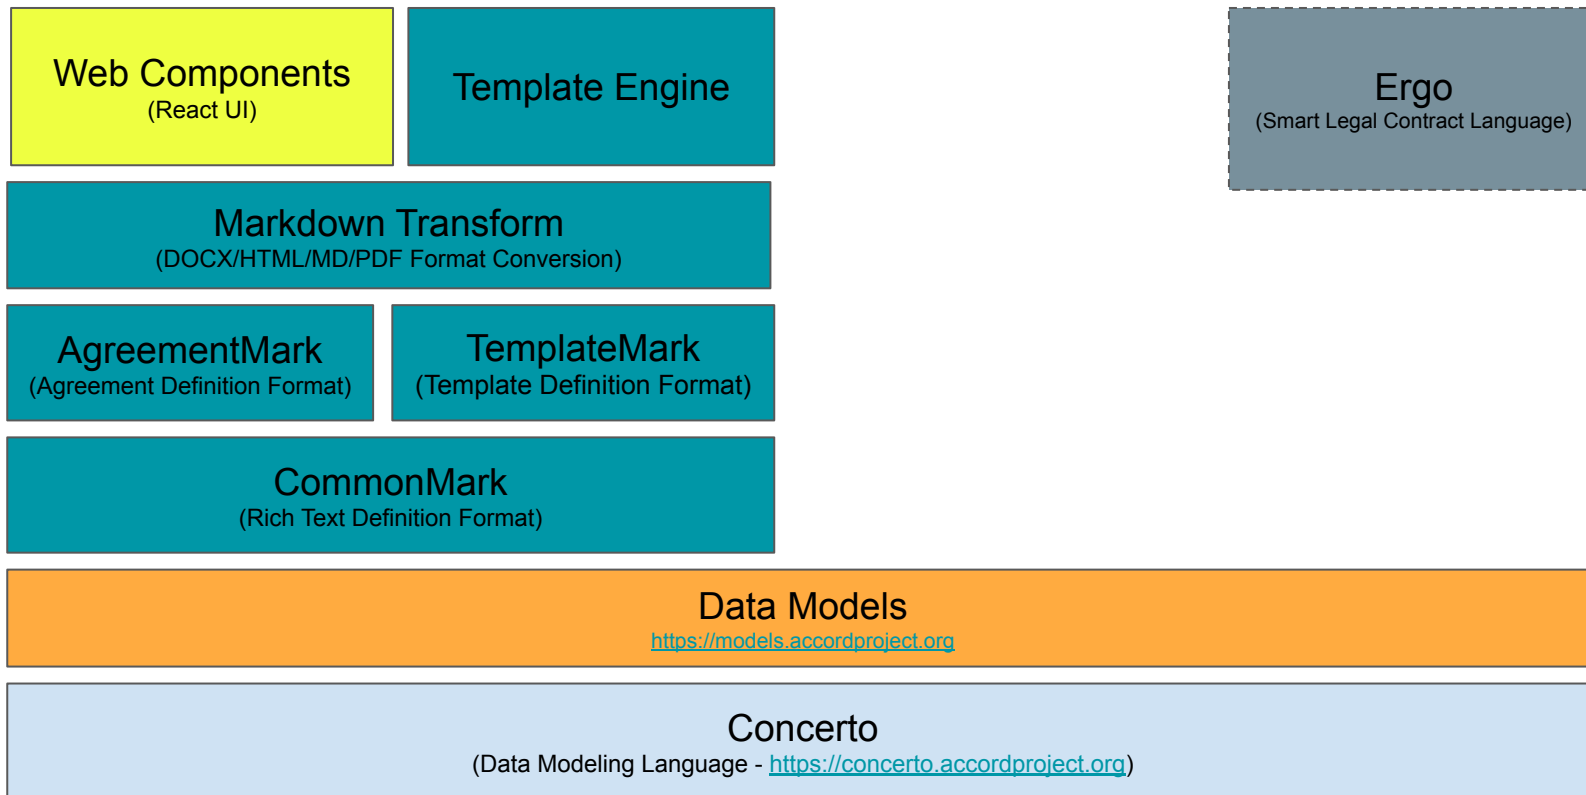 Web Components
(React UI)
Template Engine
Ergo
(Smart Legal Contract Language)
Markdown Transform
(DOCX/HTML/MD/PDF Format Conversion)
AgreementMark
(Agreement Definition Format)
TemplateMark
(Template Definition Format)
CommonMark
(Rich Text Definition Format)
Data Models
https://models.accordproject.org
Concerto
(Data Modeling Language - https://concerto.accordproject.org)